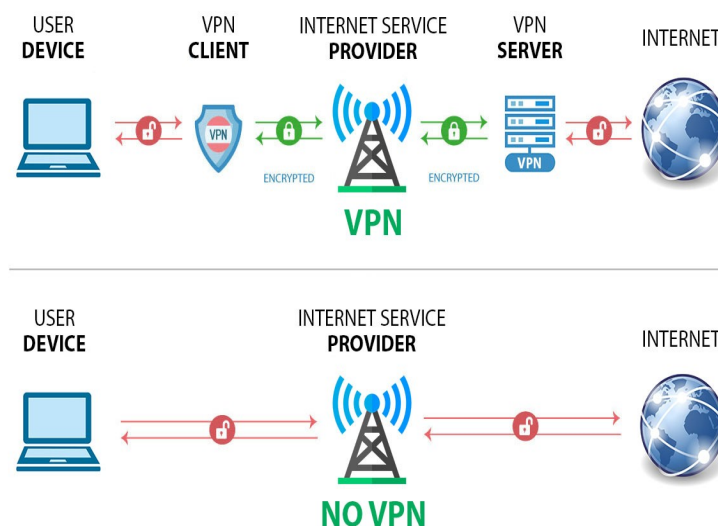 USER
DEVICE
VPN
CLIENT
INTERNET SERVICE
PROVIDER
VPN
SERVER
INTERNET
VPN
ENCRYPTED
ENCRYPTED
VPN
VPN
USER
DEVICE
INTERNET SERVICE
PROVIDER
INTERNET
NO VPN